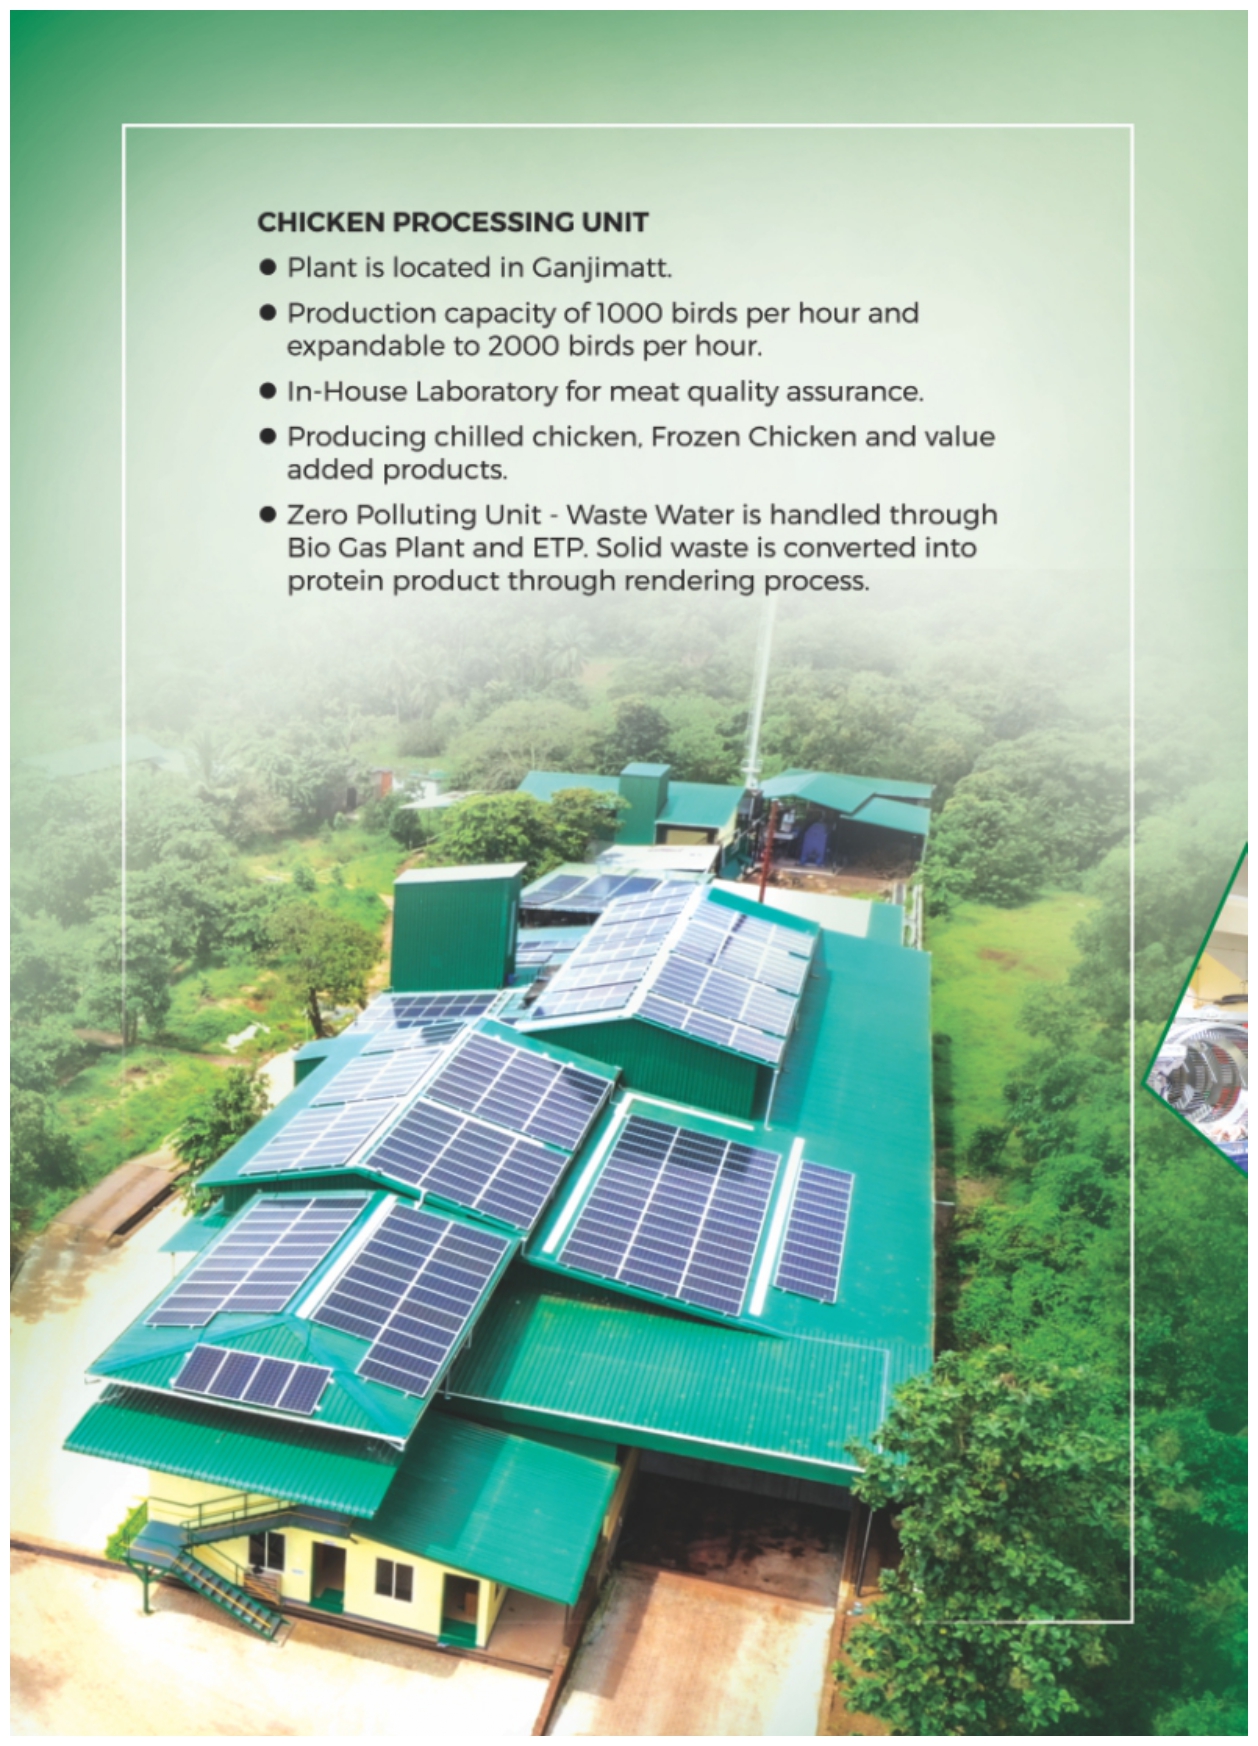 CHICKEN PROCESSING UNIT
● Plant is located in Ganjimatt.
● Production capacity of 1000 birds per hour and
expandable to 2000 birds per hour.
● In-House Laboratory for meat quality assurance.
● Producing chilled chicken, Frozen Chicken and value
added products.
● Zero Polluting Unit - Waste Water is handled through
Bio Gas Plant and ETP. Solid waste is converted into
protein product through rendering process.